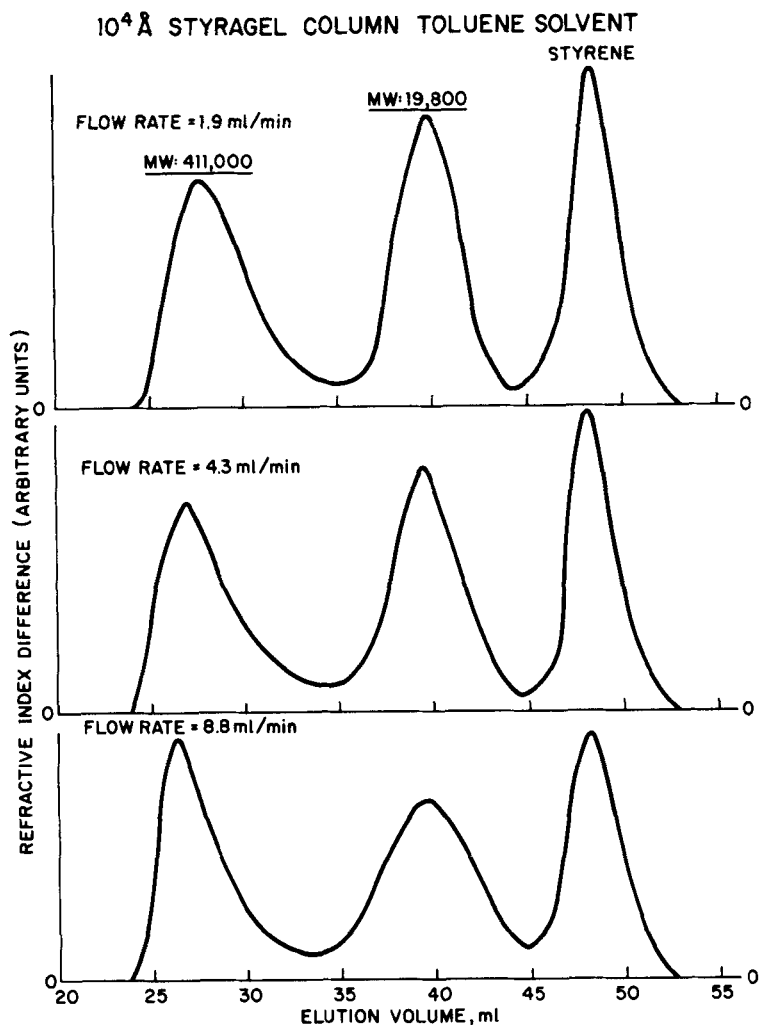 10⁴ Å STYRAGEL COLUMN TOLUENE SOLVENT
STYRENE
MW: 19,800
FLOW RATE = 1.9 ml/min
MW: 411,000
0
0
FLOW RATE = 4.3 ml/min
0
0
FLOW RATE = 8.8 ml/min
0
0
REFRACTIVE INDEX DIFFERENCE (ARBITRARY UNITS)
20 25 30 35 40 45 50 55
ELUTION VOLUME, ml